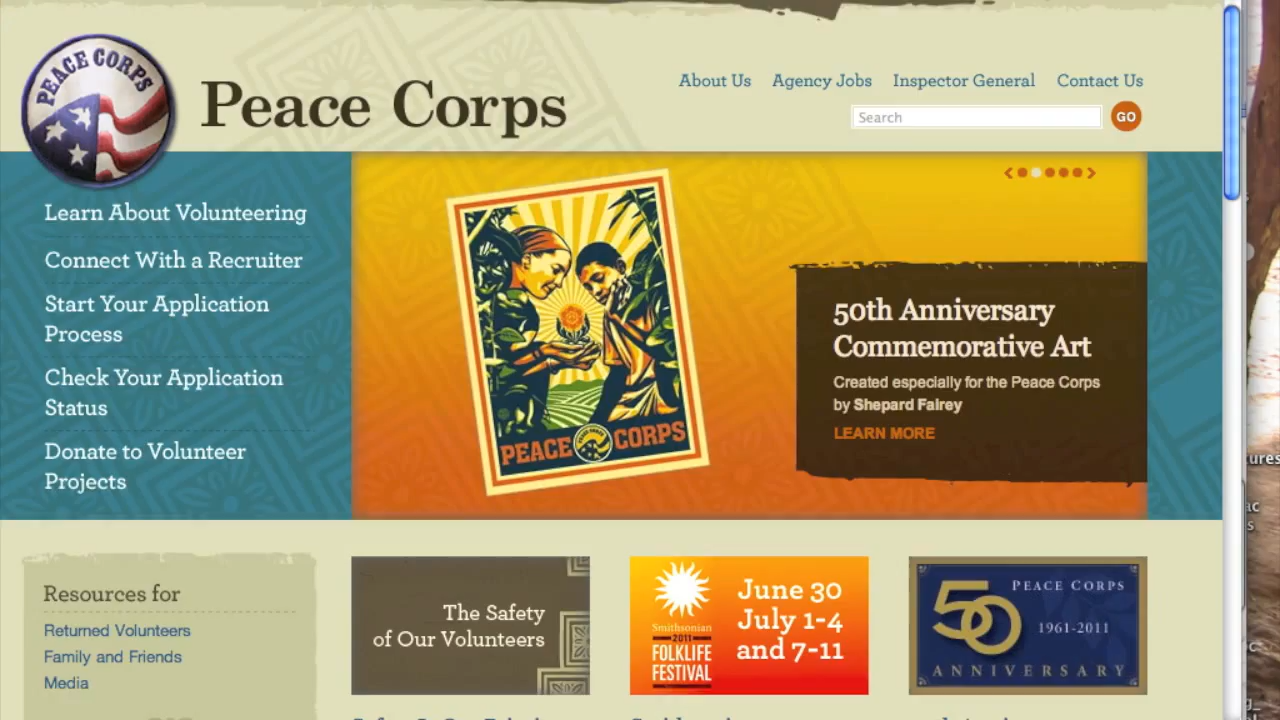 PEACE CORPS
Peace Corps
About Us Agency Jobs Inspector General Contact Us
Search GO
Learn About Volunteering
Connect With a Recruiter
Start Your Application
Process
Check Your Application
Status
Donate to Volunteer
Projects
PEACE CORPS
50th Anniversary
Commemorative Art
Created especially for the Peace Corps
by Shepard Fairey
LEARN MORE
Resources for
Returned Volunteers
Family and Friends
Media
The Safety
of Our Volunteers
Smithsonian
2011
FOLKLIFE
FESTIVAL
June 30
July 1-4
and 7-11
50
PEACE CORPS
1961-2011
ANNIVERSARY